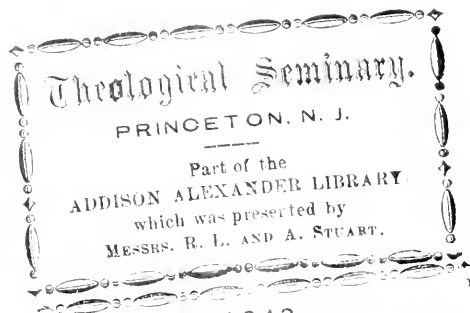 Theological Seminary.
PRINCETON. N. J.
Part of the
ADDISON ALEXANDER LIBRARY
which was presented by
MESSRS. R. L. AND A. STUART.